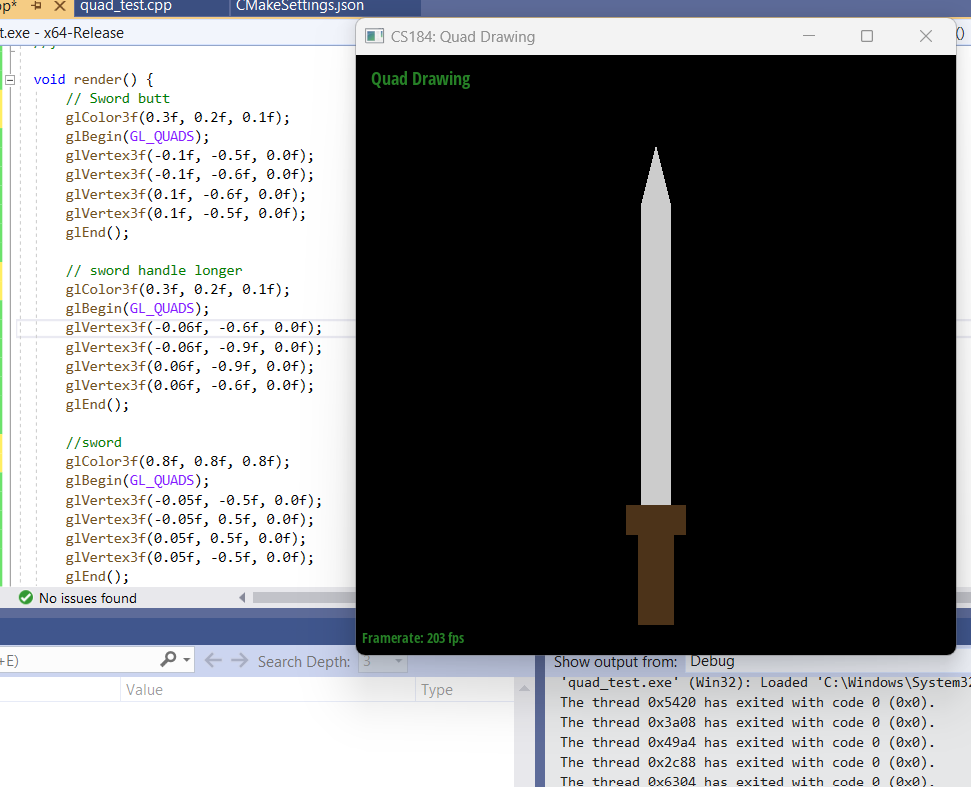 op* quad_test.cpp CMakeSettings.json
t.exe - x64-Release
CS184: Quad Drawing
()
Quad Drawing
void render() {
// Sword butt
glColor3f(0.3f, 0.2f, 0.1f);
glBegin(GL_QUADS);
glVertex3f(-0.1f, -0.5f, 0.0f);
glVertex3f(-0.1f, -0.6f, 0.0f);
glVertex3f(0.1f, -0.6f, 0.0f);
glVertex3f(0.1f, -0.5f, 0.0f);
glEnd();
// sword handle longer
glColor3f(0.3f, 0.2f, 0.1f);
glBegin(GL_QUADS);
glVertex3f(-0.06f, -0.6f, 0.0f);
glVertex3f(-0.06f, -0.9f, 0.0f);
glVertex3f(0.06f, -0.9f, 0.0f);
glVertex3f(0.06f, -0.6f, 0.0f);
glEnd();
//sword
glColor3f(0.8f, 0.8f, 0.8f);
glBegin(GL_QUADS);
glVertex3f(-0.05f, -0.5f, 0.0f);
glVertex3f(-0.05f, 0.5f, 0.0f);
glVertex3f(0.05f, 0.5f, 0.0f);
glVertex3f(0.05f, -0.5f, 0.0f);
glEnd();
No issues found
Framerate: 203 fps
+E) Search Depth: 3
Value Type
Show output from: Debug
'quad_test.exe' (Win32): Loaded 'C:\Windows\System32
The thread 0x5420 has exited with code 0 (0x0).
The thread 0x3a08 has exited with code 0 (0x0).
The thread 0x49a4 has exited with code 0 (0x0).
The thread 0x2c88 has exited with code 0 (0x0).
The thread 0x6304 has exited with code 0 (0x0).